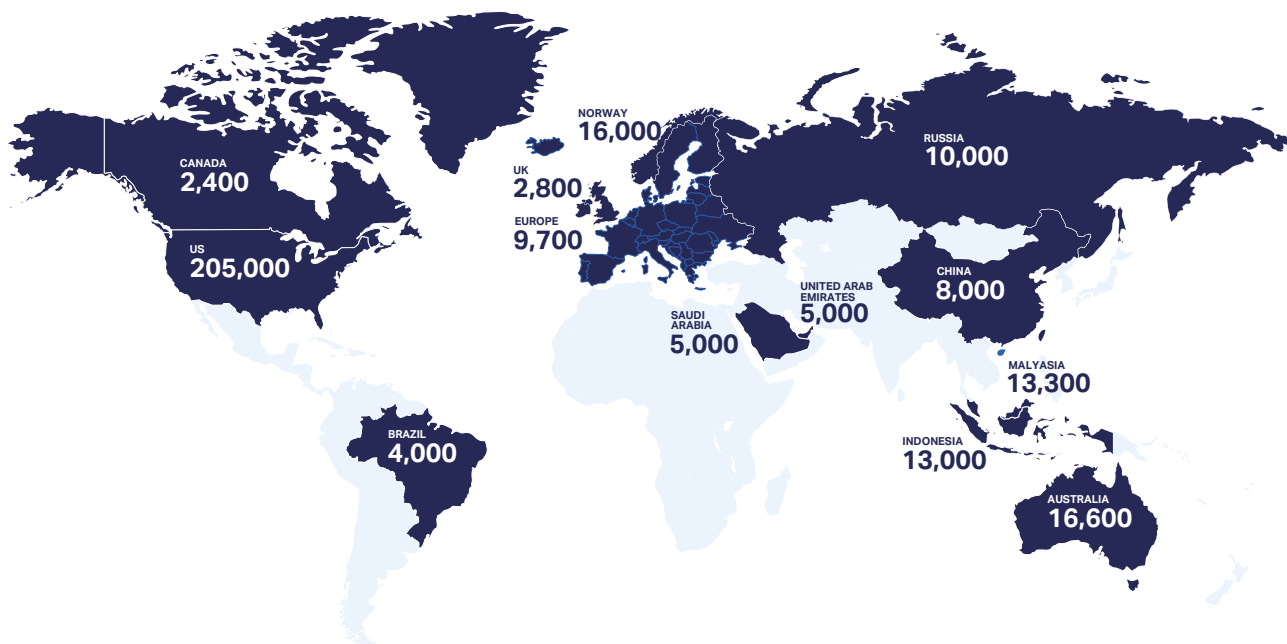 NORWAY
16,000
CANADA
2,400
UK
2,800
EUROPE
9,700
US
205,000
RUSSIA
10,000
CHINA
8,000
UNITED ARAB
EMIRATES
5,000
SAUDI
ARABIA
5,000
MALYASIA
13,300
BRAZIL
4,000
INDONESIA
13,000
AUSTRALIA
16,600